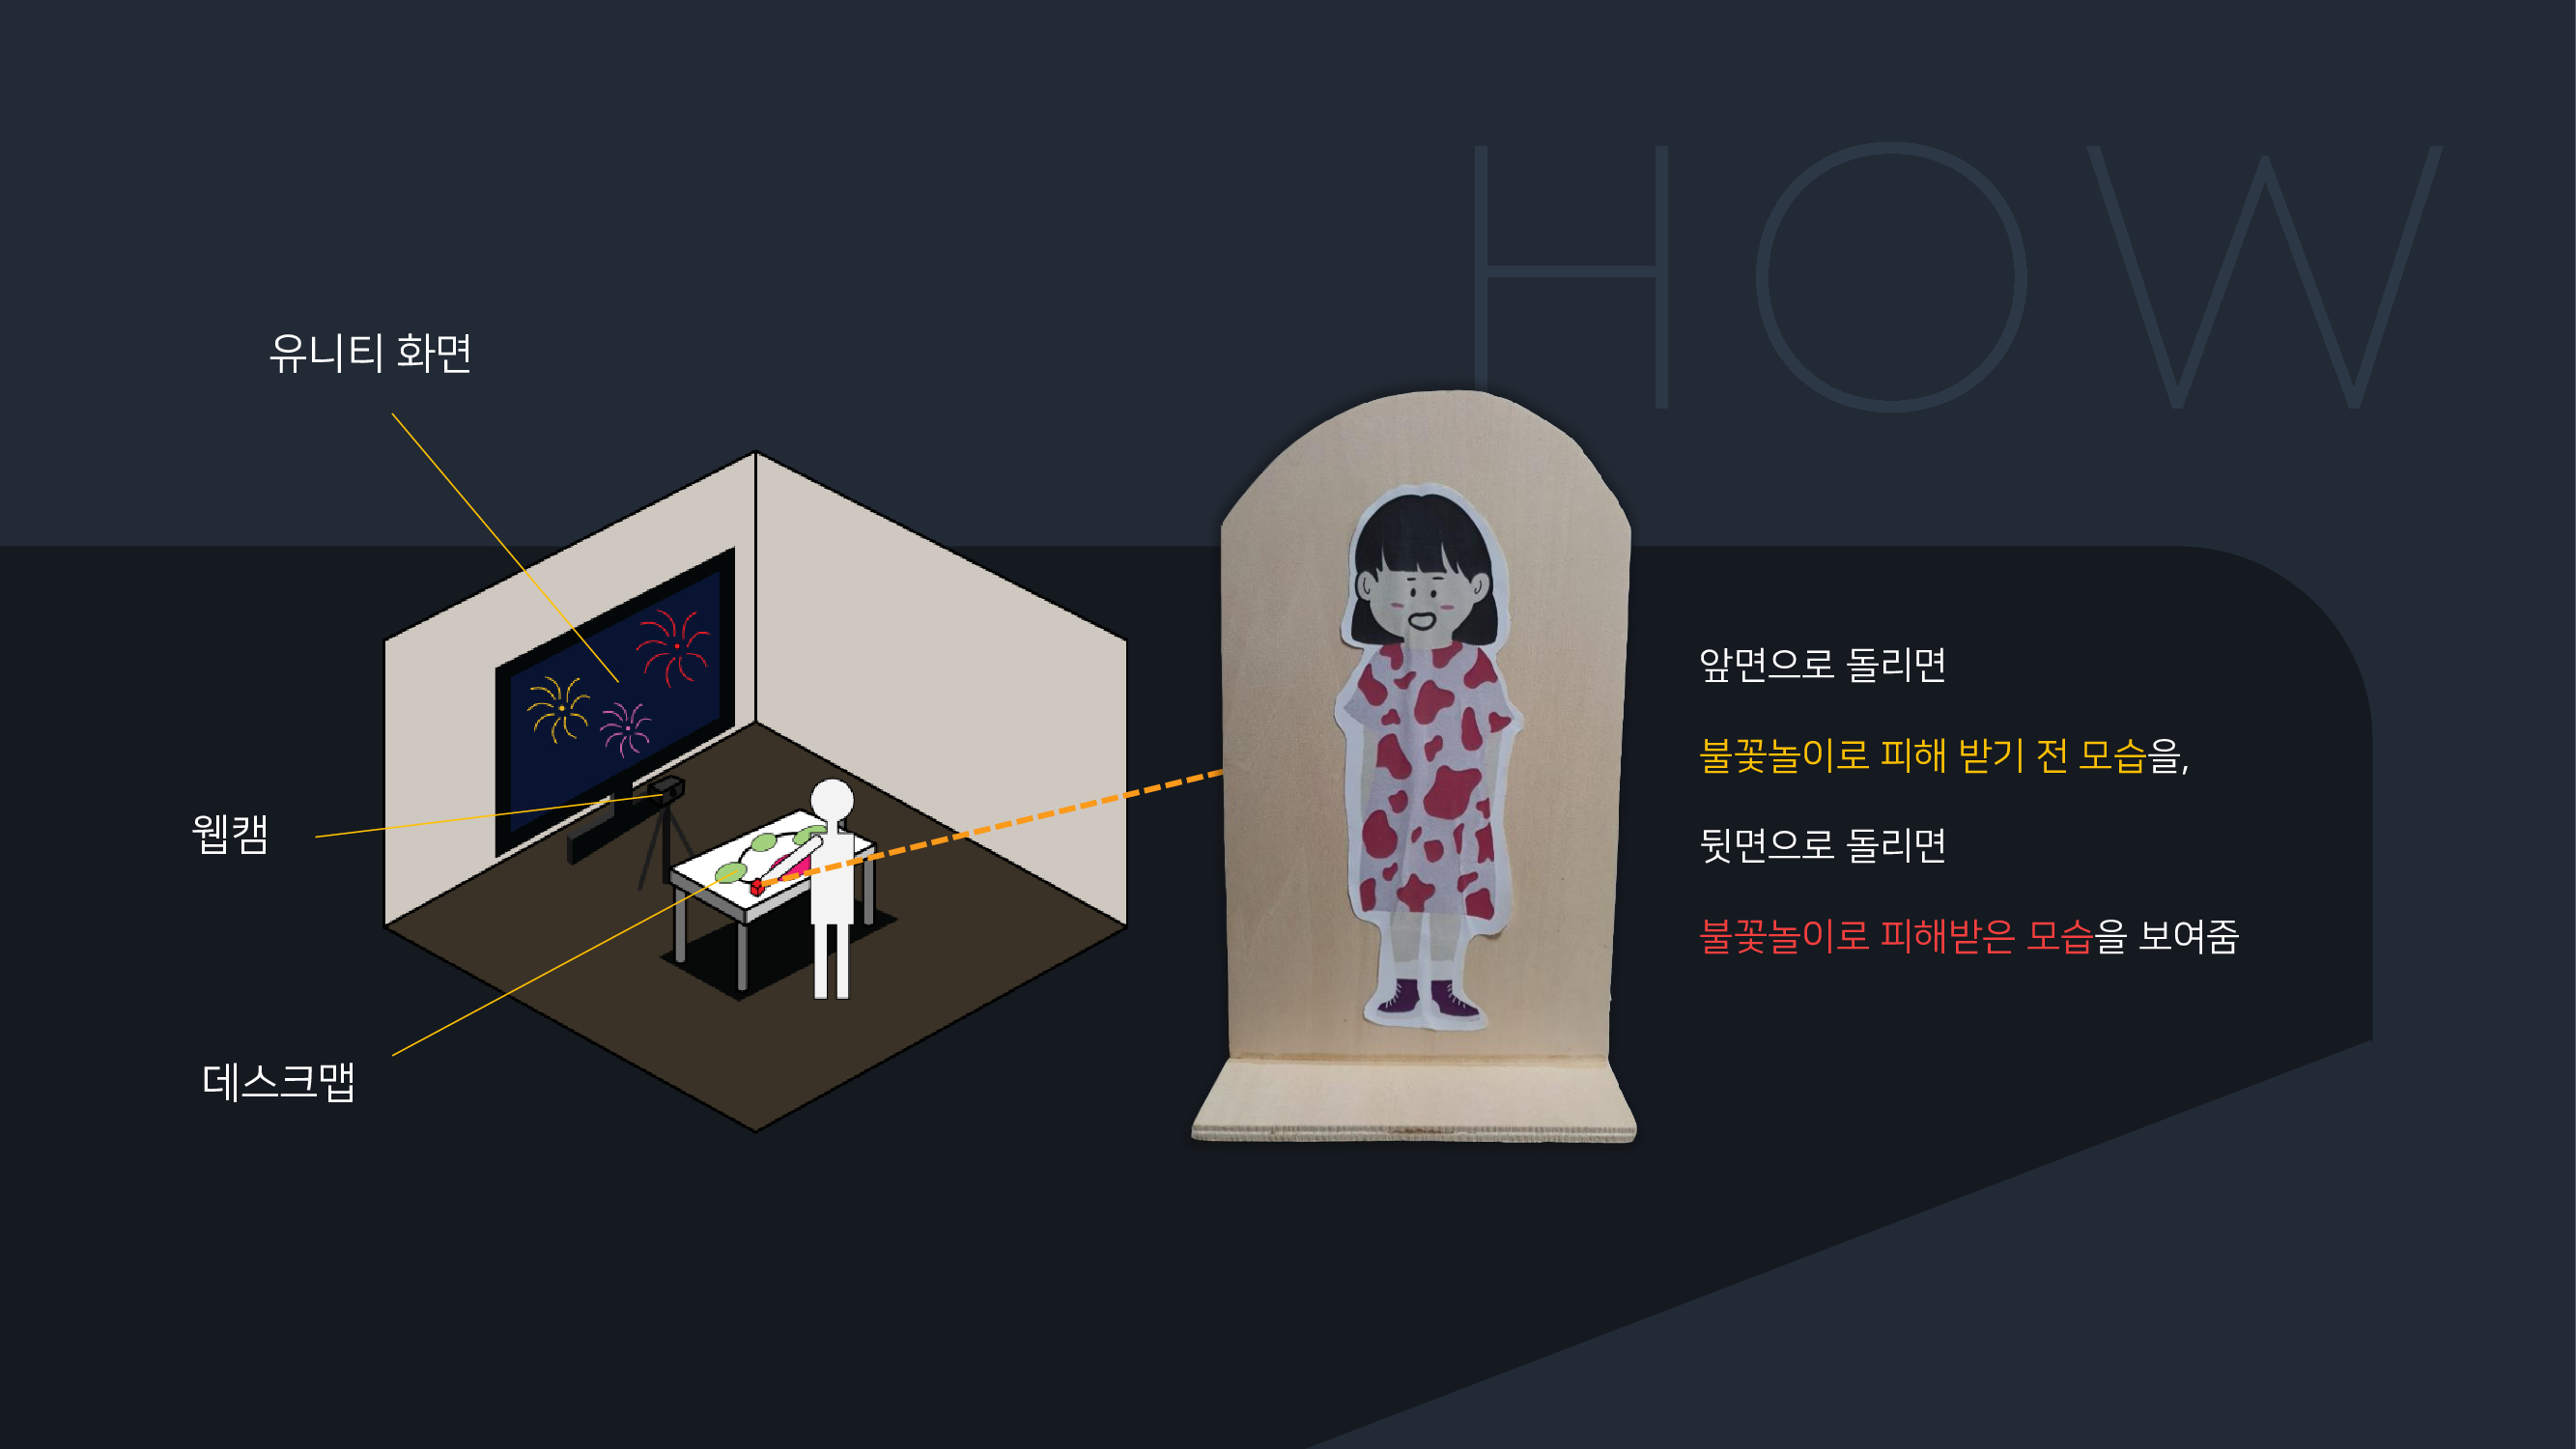 HOW
유니티 화면
웹캠
데스크맵
앞면으로 돌리면
불꽃놀이로 피해 받기 전 모습을,
뒷면으로 돌리면
불꽃놀이로 피해받은 모습을 보여줌